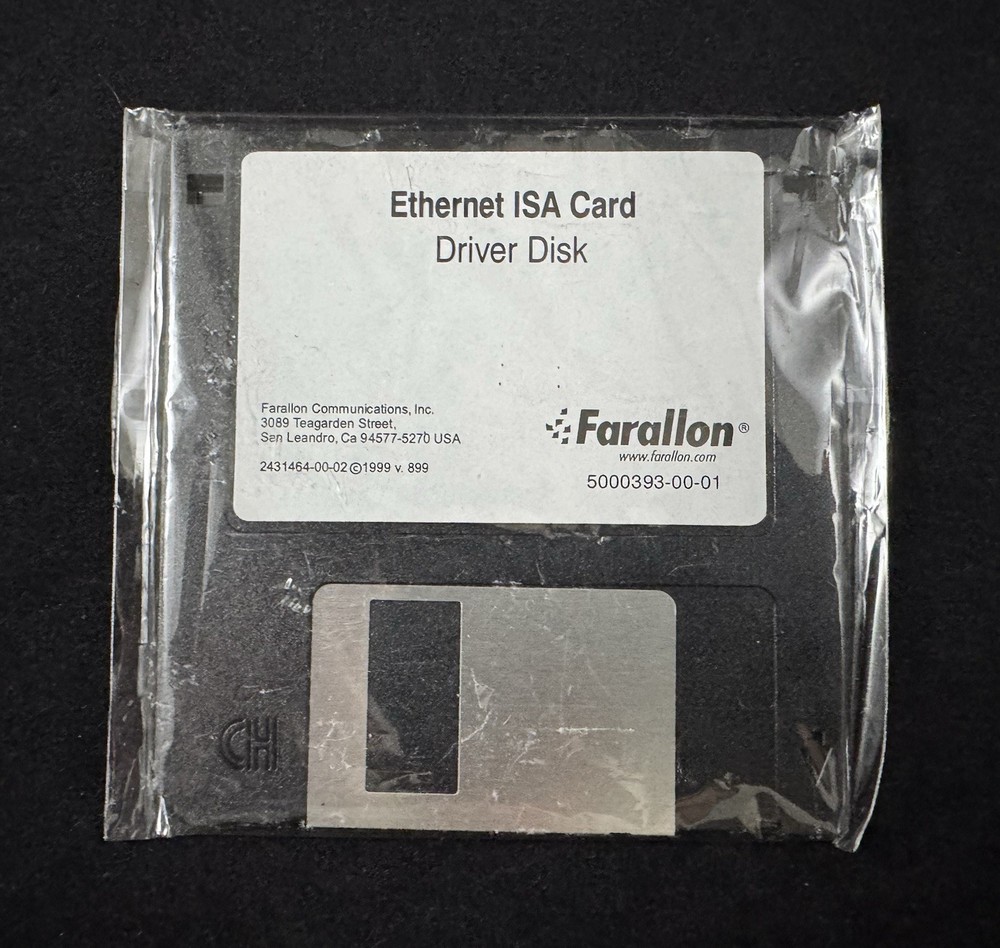 Ethernet ISA Card
Driver Disk
Farallon Communications, Inc.
3089 Teagarden Street,
San Leandro, Ca 94577-5270 USA
2431464-00-02 ©1999 v. 899
Farallon®
www.farallon.com
5000393-00-01
CH